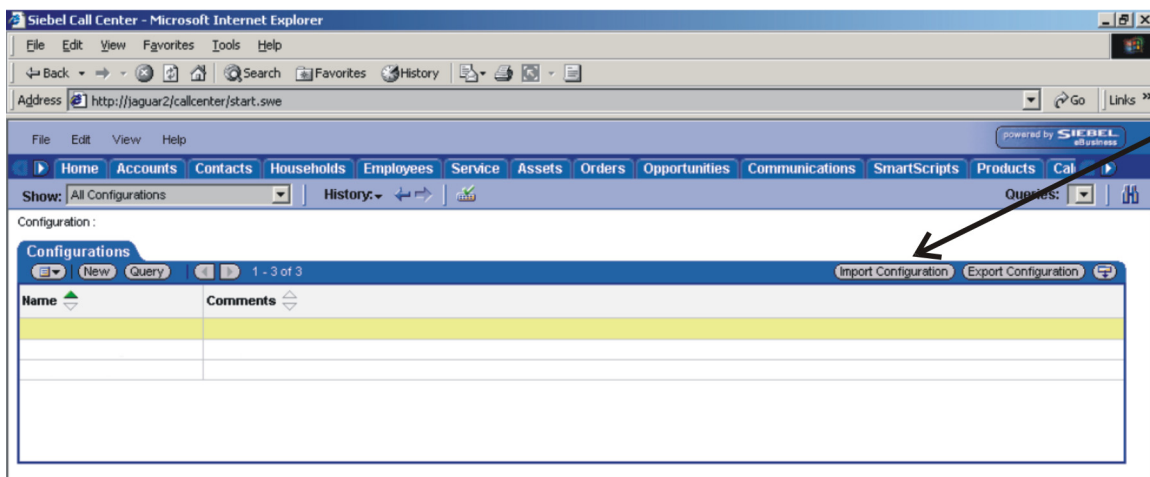 Siebel Call Center - Microsoft Internet Explorer
File Edit View Favorites Tools Help
Back Search Favorites History
Address http://jaguar2/callcenter/start.swe Go Links »
File Edit View Help powered by SIEBEL eBusiness
Home Accounts Contacts Households Employees Service Assets Orders Opportunities Communications SmartScripts Products Cal
Show: All Configurations History: Queries:
Configuration :
Configurations
New Query 1 - 3 of 3 Import Configuration Export Configuration
Name Comments